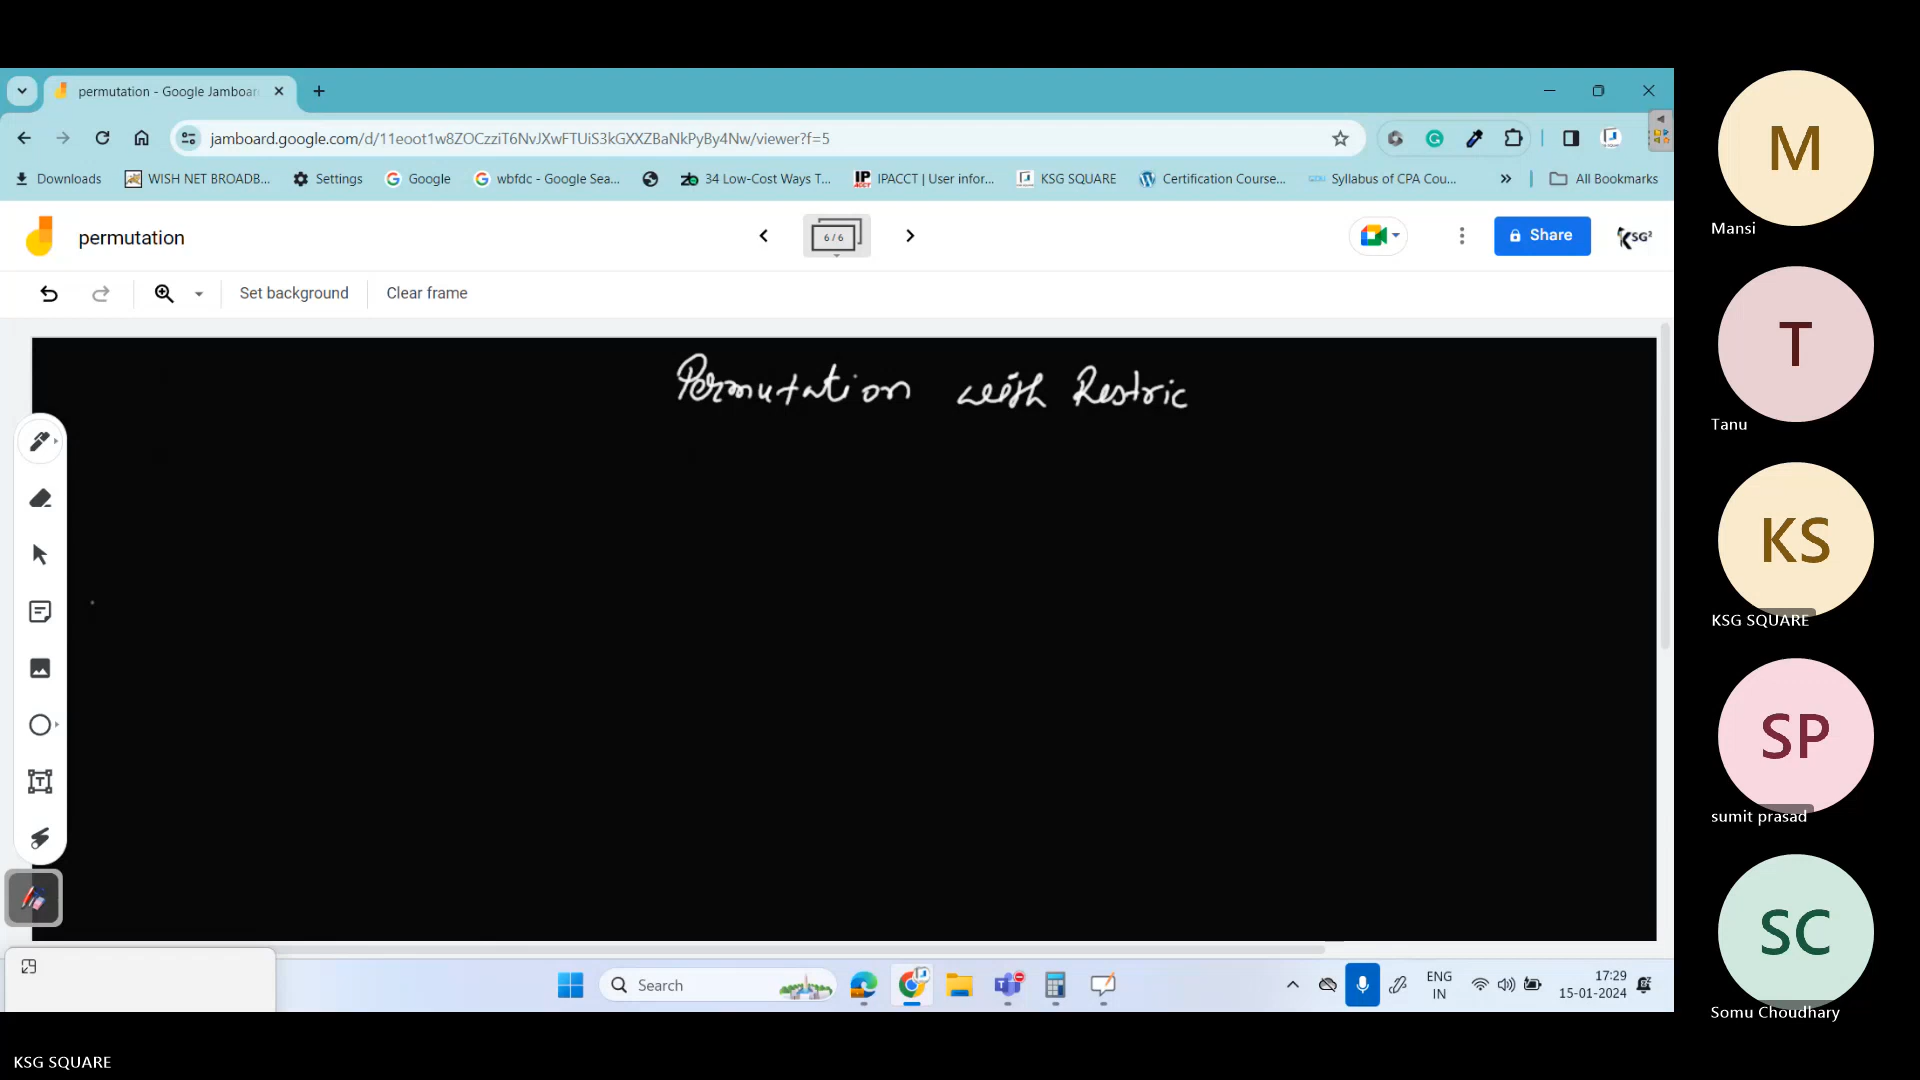 permutation - Google Jamboar
jamboard.google.com/d/11eoot1w8ZOCzziT6NvJXwFTUiS3kGXXZBaNkPyBy4Nw/viewer?f=5
Downloads WISH NET BROADB... Settings Google wbfdc - Google Sea... 34 Low-Cost Ways T... IPACCT | User infor... KSG SQUARE Certification Course... Syllabus of CPA Cou... » All Bookmarks
permutation 6 / 6 Share KSG²
Set background Clear frame
Permutation with Restric
M
Mansi
T
Tanu
KS
KSG SQUARE
SP
sumit prasad
SC
Somu Choudhary
Search ENG IN 17:29 15-01-2024
KSG SQUARE